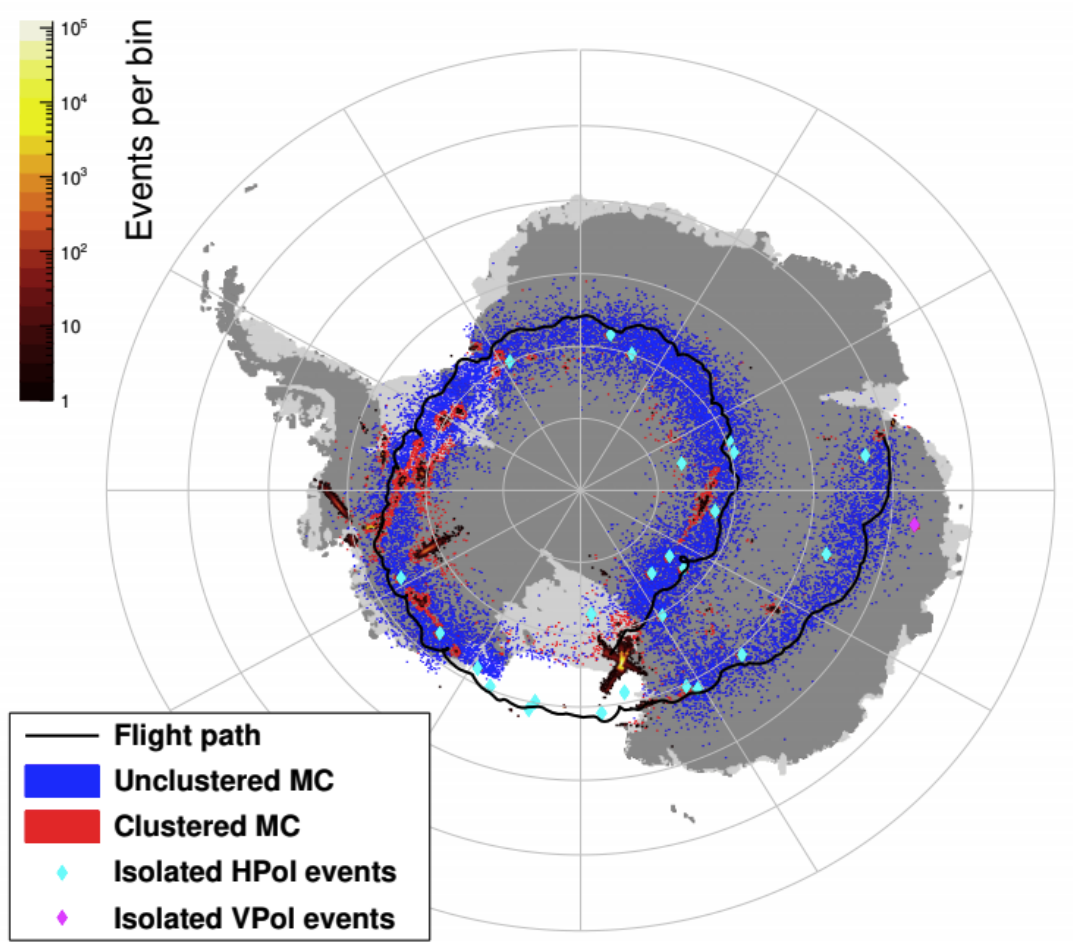 10⁵
10⁴
10³
10²
10
1
Events per bin
Flight path
Unclustered MC
Clustered MC
Isolated HPol events
Isolated VPol events